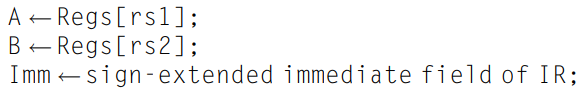 A ← Regs[rs1];
B ← Regs[rs2];
Imm ← sign-extended immediate field of IR;